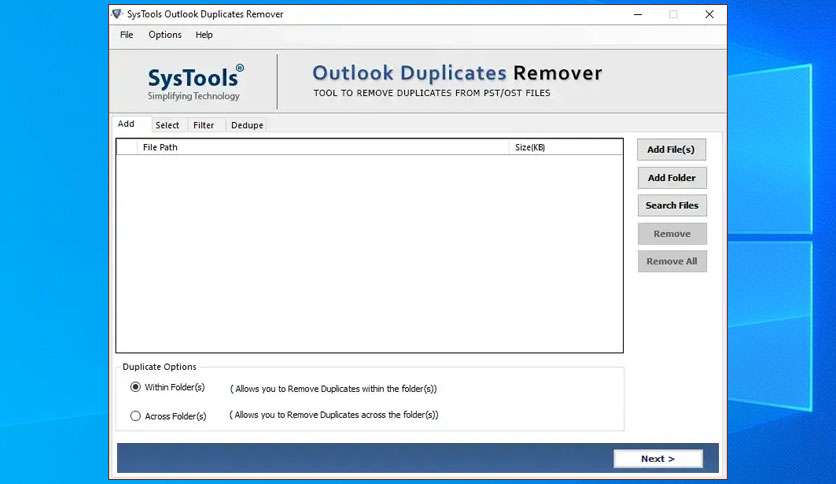 SysTools Outlook Duplicates Remover
File Options Help
SysTools®
Simplifying Technology
Outlook Duplicates Remover
TOOL TO REMOVE DUPLICATES FROM PST/OST FILES
Add Select Filter Dedupe
File Path Size(KB)
Add File(s)
Add Folder
Search Files
Remove
Remove All
Duplicate Options
Within Folder(s) ( Allows you to Remove Duplicates within the folder(s))
Across Folder(s) ( Allows you to Remove Duplicates across the folder(s))
Next >